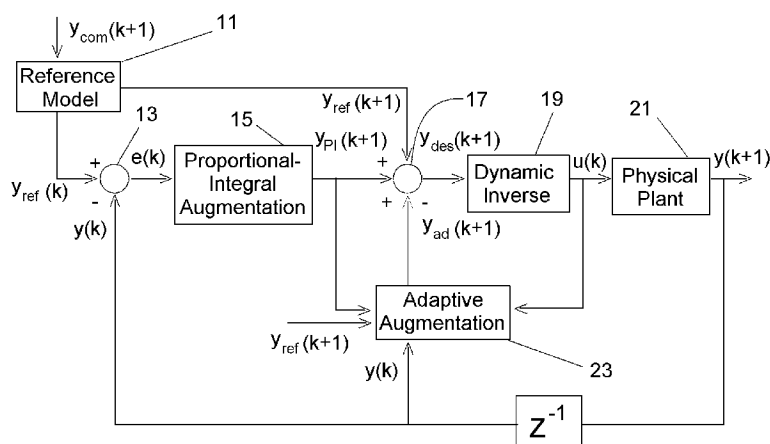 y_com(k+1)
11
Reference
Model
13
15
y_ref(k+1)
17
19
21
+
e(k)
y_PI(k+1)
y_des(k+1)
u(k)
y(k+1)
Proportional-
Integral
Augmentation
+
Dynamic
Inverse
Physical
Plant
y_ref(k)
-
+
-
y(k)
y_ad(k+1)
Adaptive
Augmentation
y_ref(k+1)
23
y(k)
Z^-1